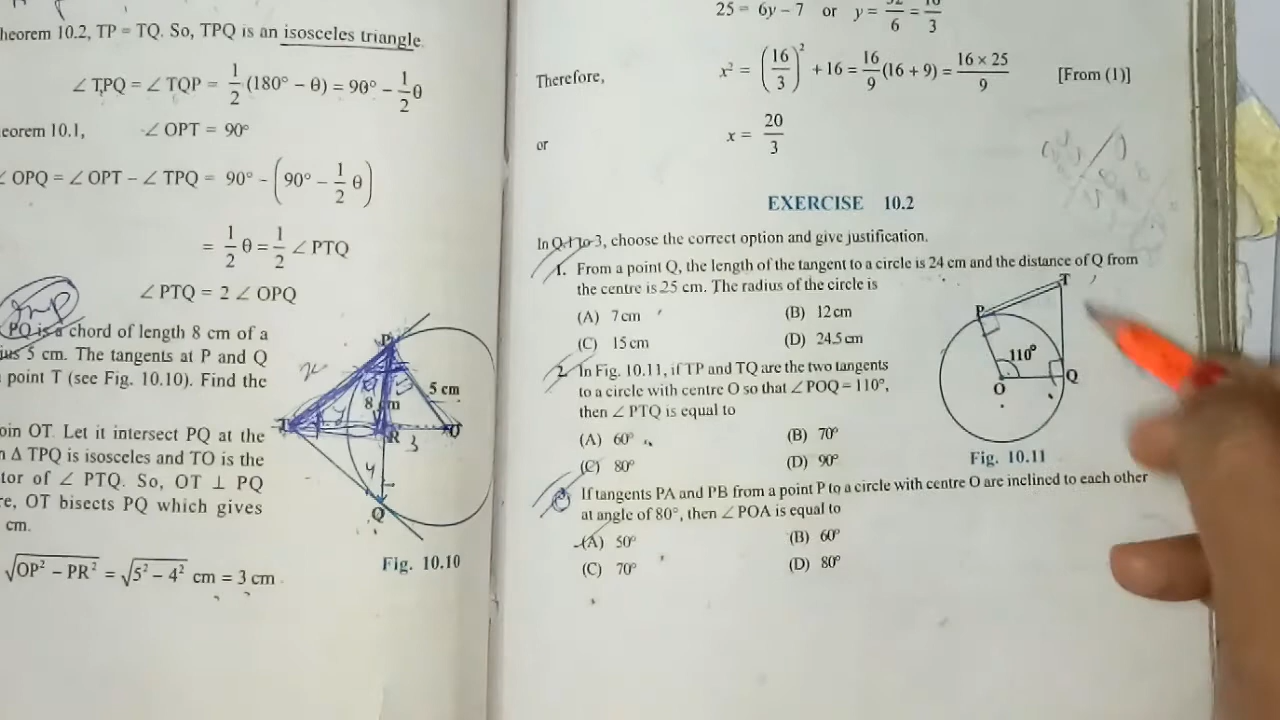 heorem 10.2, TP = TQ. So, TPQ is an isosceles triangle.
∠ TPQ = ∠ TQP = 1/2 (180° – θ) = 90° – 1/2 θ
eorem 10.1, ∠ OPT = 90°
∠ OPQ = ∠ OPT – ∠ TPQ = 90° – (90° – 1/2 θ)
= 1/2 θ = 1/2 ∠ PTQ
∠ PTQ = 2 ∠ OPQ
Imp
PQ is a chord of length 8 cm of a
ius 5 cm. The tangents at P and Q
point T (see Fig. 10.10). Find the
oin OT. Let it intersect PQ at the
Δ TPQ is isosceles and TO is the
tor of ∠ PTQ. So, OT ⊥ PQ
re, OT bisects PQ which gives
cm.
√OP² – PR² = √5² – 4² cm = 3 cm
x
P
5 cm
8 cm
y
T
R
3
O
4
Q
Fig. 10.10
25 = 6y – 7 or y = 32/6 = 16/3
Therefore, x² = (16/3)² + 16 = 16/9 (16 + 9) = 16 × 25/9 [From (1)]
or x = 20/3
EXERCISE 10.2
In Q.1 to 3, choose the correct option and give justification.
1. From a point Q, the length of the tangent to a circle is 24 cm and the distance of Q from
the centre is 25 cm. The radius of the circle is
(A) 7 cm (B) 12 cm
(C) 15 cm (D) 24.5 cm
2. In Fig. 10.11, if TP and TQ are the two tangents
to a circle with centre O so that ∠ POQ = 110°,
then ∠ PTQ is equal to
(A) 60° (B) 70°
(C) 80° (D) 90°
T
P
110°
O
Q
Fig. 10.11
3. If tangents PA and PB from a point P to a circle with centre O are inclined to each other
at angle of 80°, then ∠ POA is equal to
(A) 50° (B) 60°
(C) 70° (D) 80°